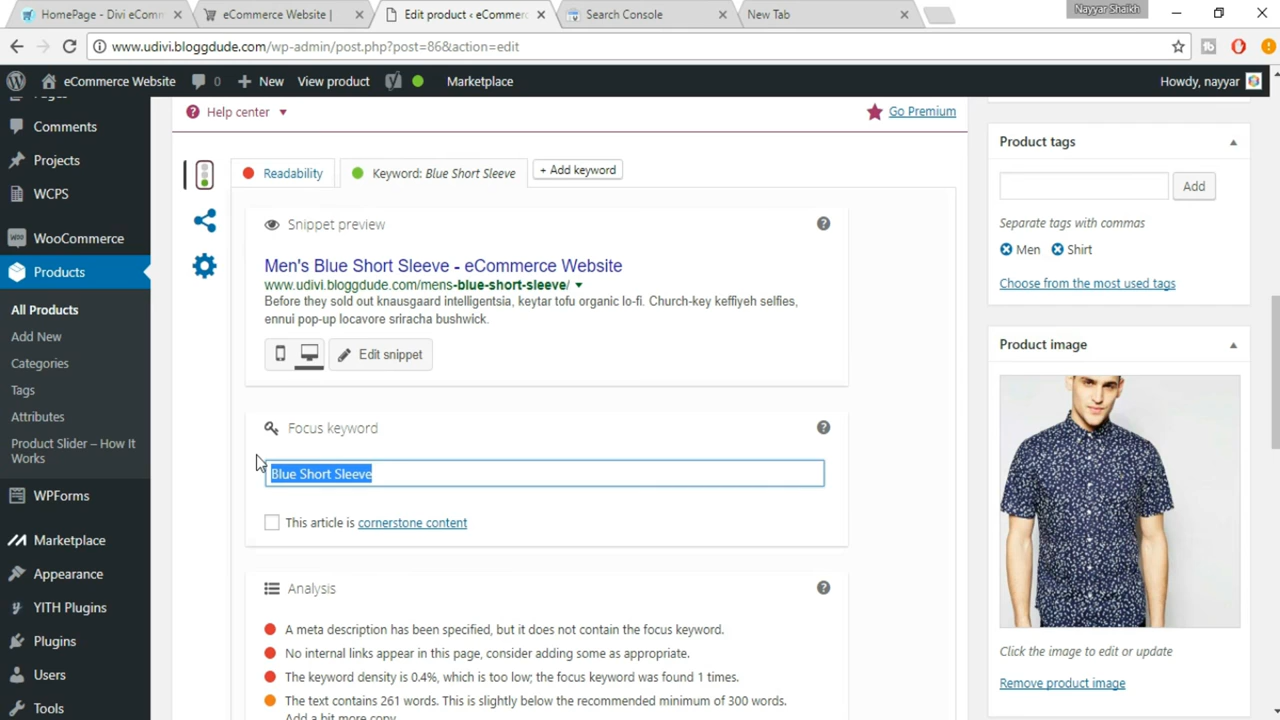 HomePage - Divi eComm
eCommerce Website |
Edit product ‹ eCommerc
Search Console
New Tab
Nayyar Shaikh
www.udivi.bloggdude.com/wp-admin/post.php?post=86&action=edit
eCommerce Website
0
New
View product
Marketplace
Howdy, nayyar
Pages
Comments
Projects
WCPS
WooCommerce
Products
All Products
Add New
Categories
Tags
Attributes
Product Slider – How It
Works
WPForms
Marketplace
Appearance
YITH Plugins
Plugins
Users
Tools
Help center
Go Premium
Readability
Keyword: Blue Short Sleeve
+ Add keyword
Snippet preview
Men's Blue Short Sleeve - eCommerce Website
www.udivi.bloggdude.com/mens-blue-short-sleeve/
Before they sold out knausgaard intelligentsia, keytar tofu organic lo-fi. Church-key keffiyeh selfies,
ennui pop-up locavore sriracha bushwick.
Edit snippet
Focus keyword
Blue Short Sleeve
This article is cornerstone content
Analysis
A meta description has been specified, but it does not contain the focus keyword.
No internal links appear in this page, consider adding some as appropriate.
The keyword density is 0.4%, which is too low; the focus keyword was found 1 times.
The text contains 261 words. This is slightly below the recommended minimum of 300 words.
Add a bit more copy.
Product tags
Add
Separate tags with commas
Men
Shirt
Choose from the most used tags
Product image
Click the image to edit or update
Remove product image